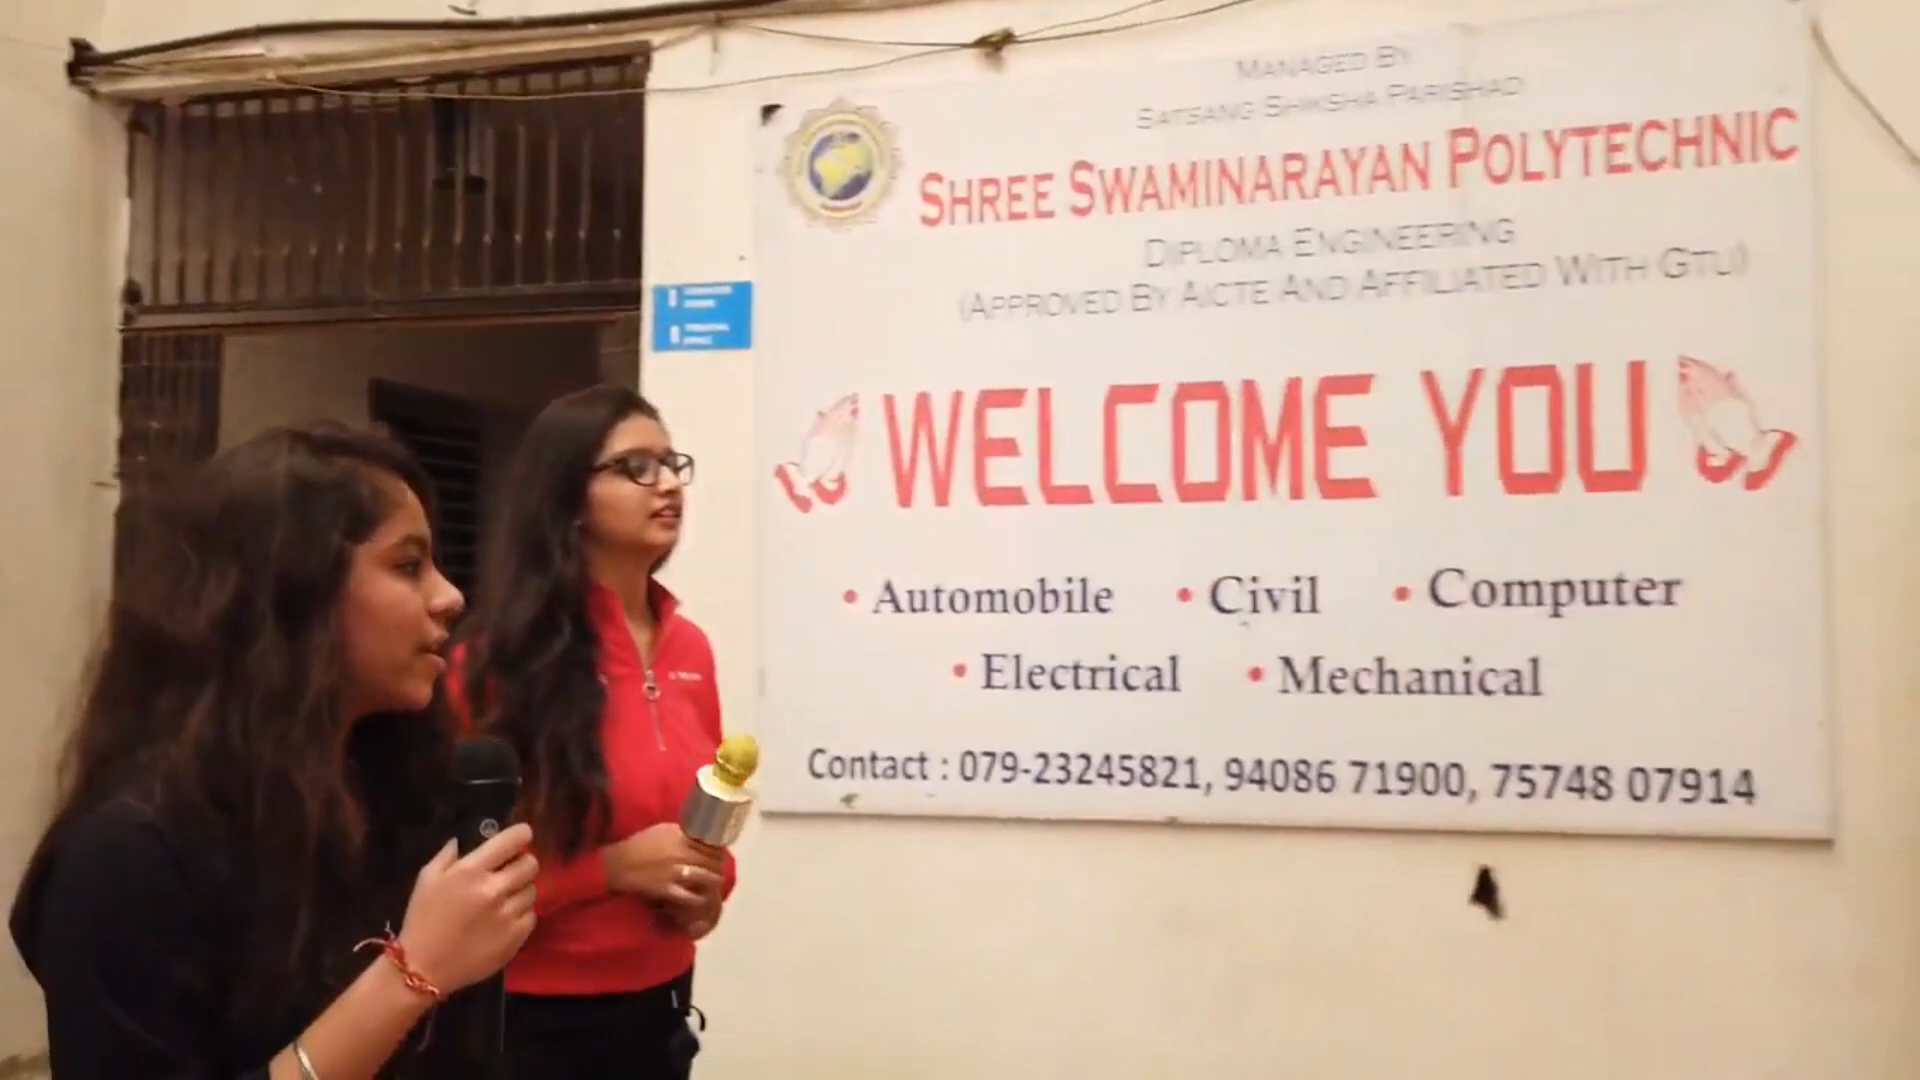 MANAGED BY
SATSANG SHIKSHA PARISHAD
SHREE SWAMINARAYAN POLYTECHNIC
DIPLOMA ENGINEERING
(APPROVED BY AICTE AND AFFILIATED WITH GTU)
WELCOME YOU
• Automobile • Civil • Computer
• Electrical • Mechanical
Contact : 079-23245821, 94086 71900, 75748 07914